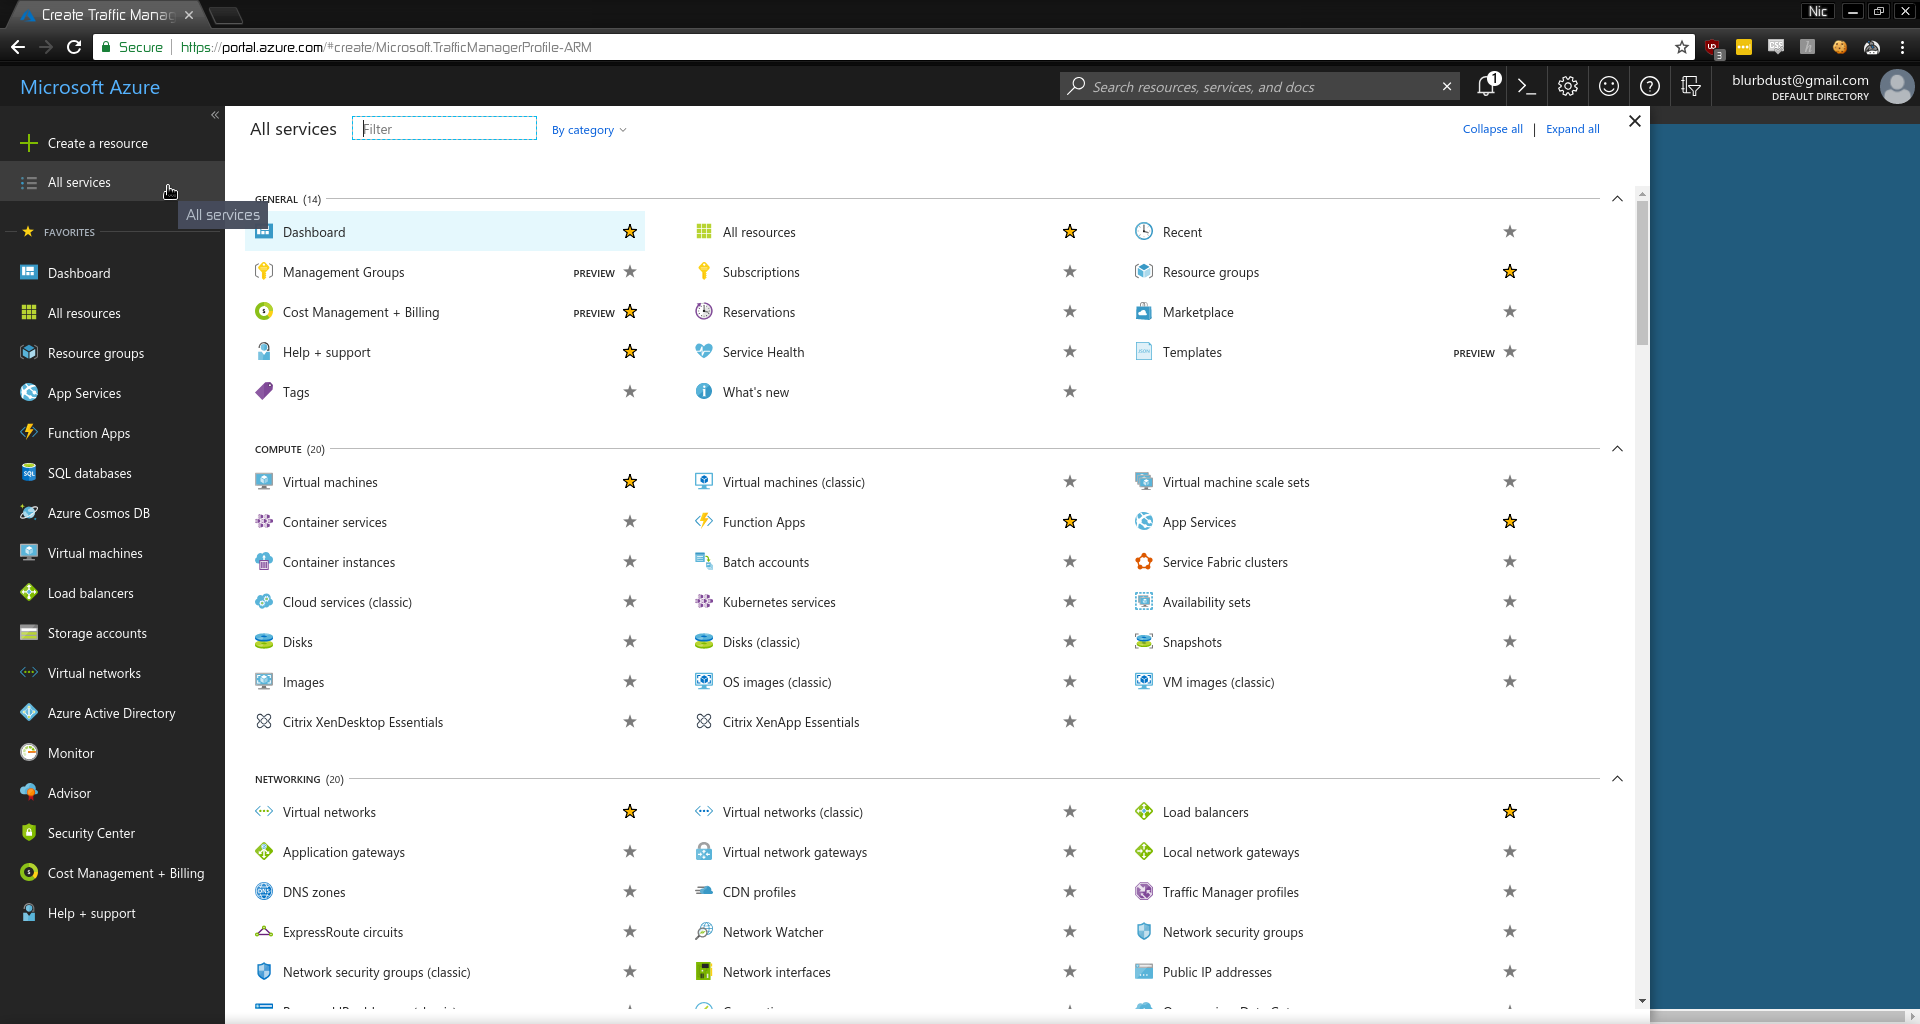 Create Traffic Manag
Nic
Secure https://portal.azure.com/#create/Microsoft.TrafficManagerProfile-ARM
Microsoft Azure
Search resources, services, and docs
1
blurbdust@gmail.com
DEFAULT DIRECTORY
Create a resource
All services
All services
FAVORITES
Dashboard
All resources
Resource groups
App Services
Function Apps
SQL databases
Azure Cosmos DB
Virtual machines
Load balancers
Storage accounts
Virtual networks
Azure Active Directory
Monitor
Advisor
Security Center
Cost Management + Billing
Help + support
All services Filter By category Collapse all | Expand all
GENERAL (14)
Dashboard All resources Recent
Management Groups PREVIEW Subscriptions Resource groups
Cost Management + Billing PREVIEW Reservations Marketplace
Help + support Service Health Templates PREVIEW
Tags What's new
COMPUTE (20)
Virtual machines Virtual machines (classic) Virtual machine scale sets
Container services Function Apps App Services
Container instances Batch accounts Service Fabric clusters
Cloud services (classic) Kubernetes services Availability sets
Disks Disks (classic) Snapshots
Images OS images (classic) VM images (classic)
Citrix XenDesktop Essentials Citrix XenApp Essentials
NETWORKING (20)
Virtual networks Virtual networks (classic) Load balancers
Application gateways Virtual network gateways Local network gateways
DNS zones CDN profiles Traffic Manager profiles
ExpressRoute circuits Network Watcher Network security groups
Network security groups (classic) Network interfaces Public IP addresses